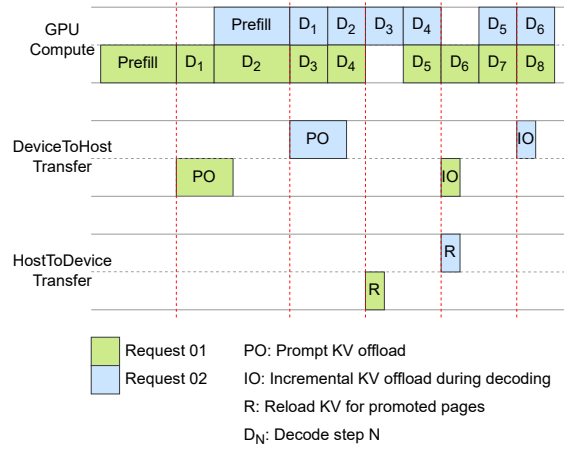 GPU
Compute
Prefill D1 D2 D3 D4 D5 D6
Prefill D1 D2 D3 D4 D5 D6 D7 D8
DeviceToHost
Transfer
PO IO
PO IO
HostToDevice
Transfer
R
R
Request 01
PO: Prompt KV offload
Request 02
IO: Incremental KV offload during decoding
R: Reload KV for promoted pages
DN: Decode step N